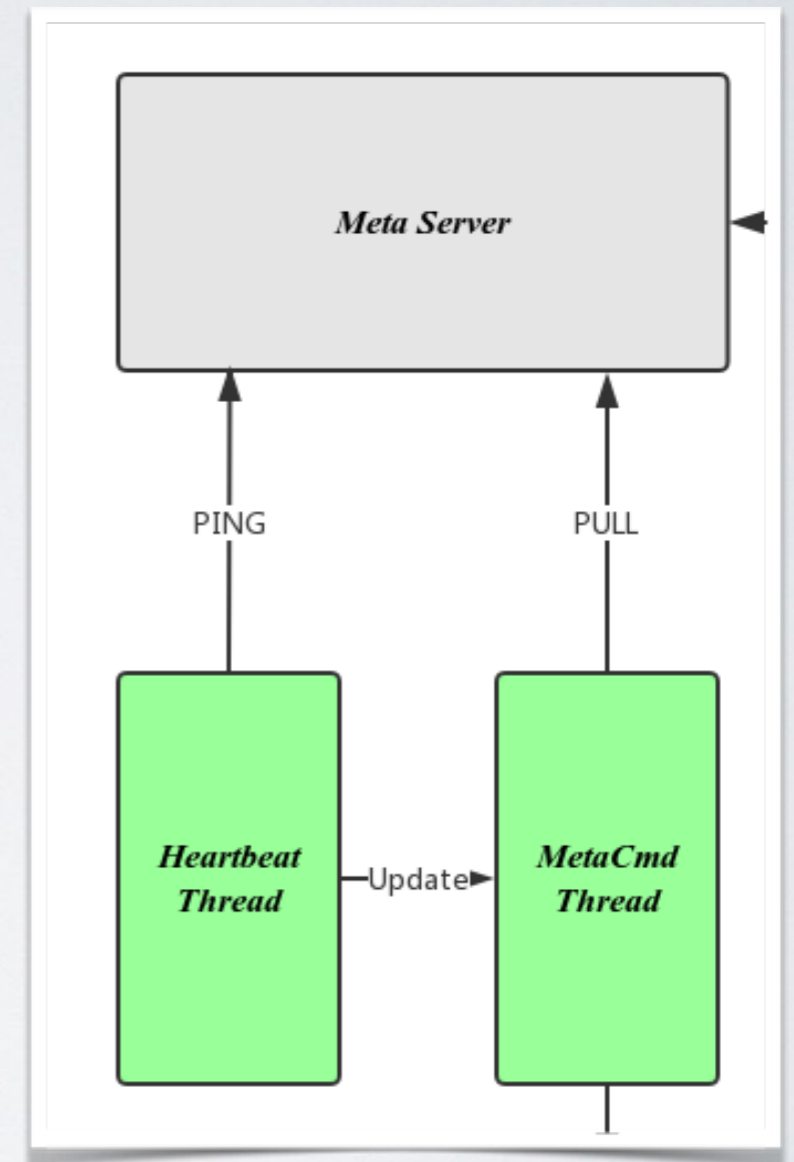 Meta Server
PING
PULL
Heartbeat
Thread
Update
MetaCmd
Thread